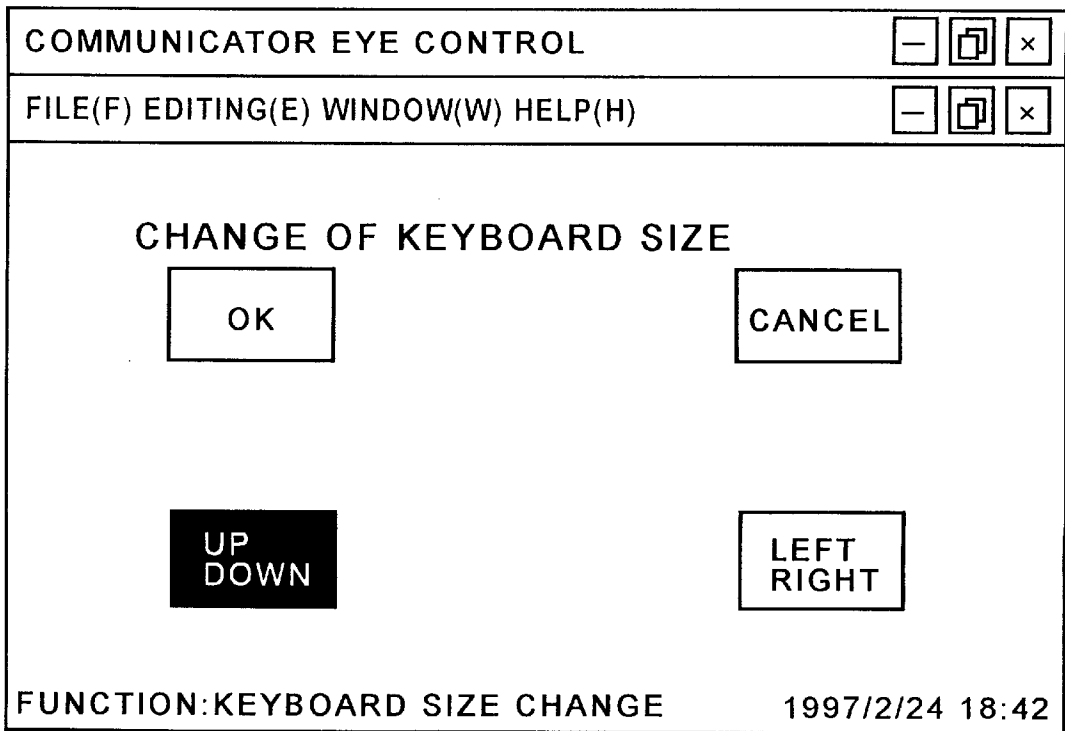 COMMUNICATOR EYE CONTROL
FILE(F) EDITING(E) WINDOW(W) HELP(H)
CHANGE OF KEYBOARD SIZE
OK
CANCEL
UP
DOWN
LEFT
RIGHT
FUNCTION:KEYBOARD SIZE CHANGE 1997/2/24 18:42